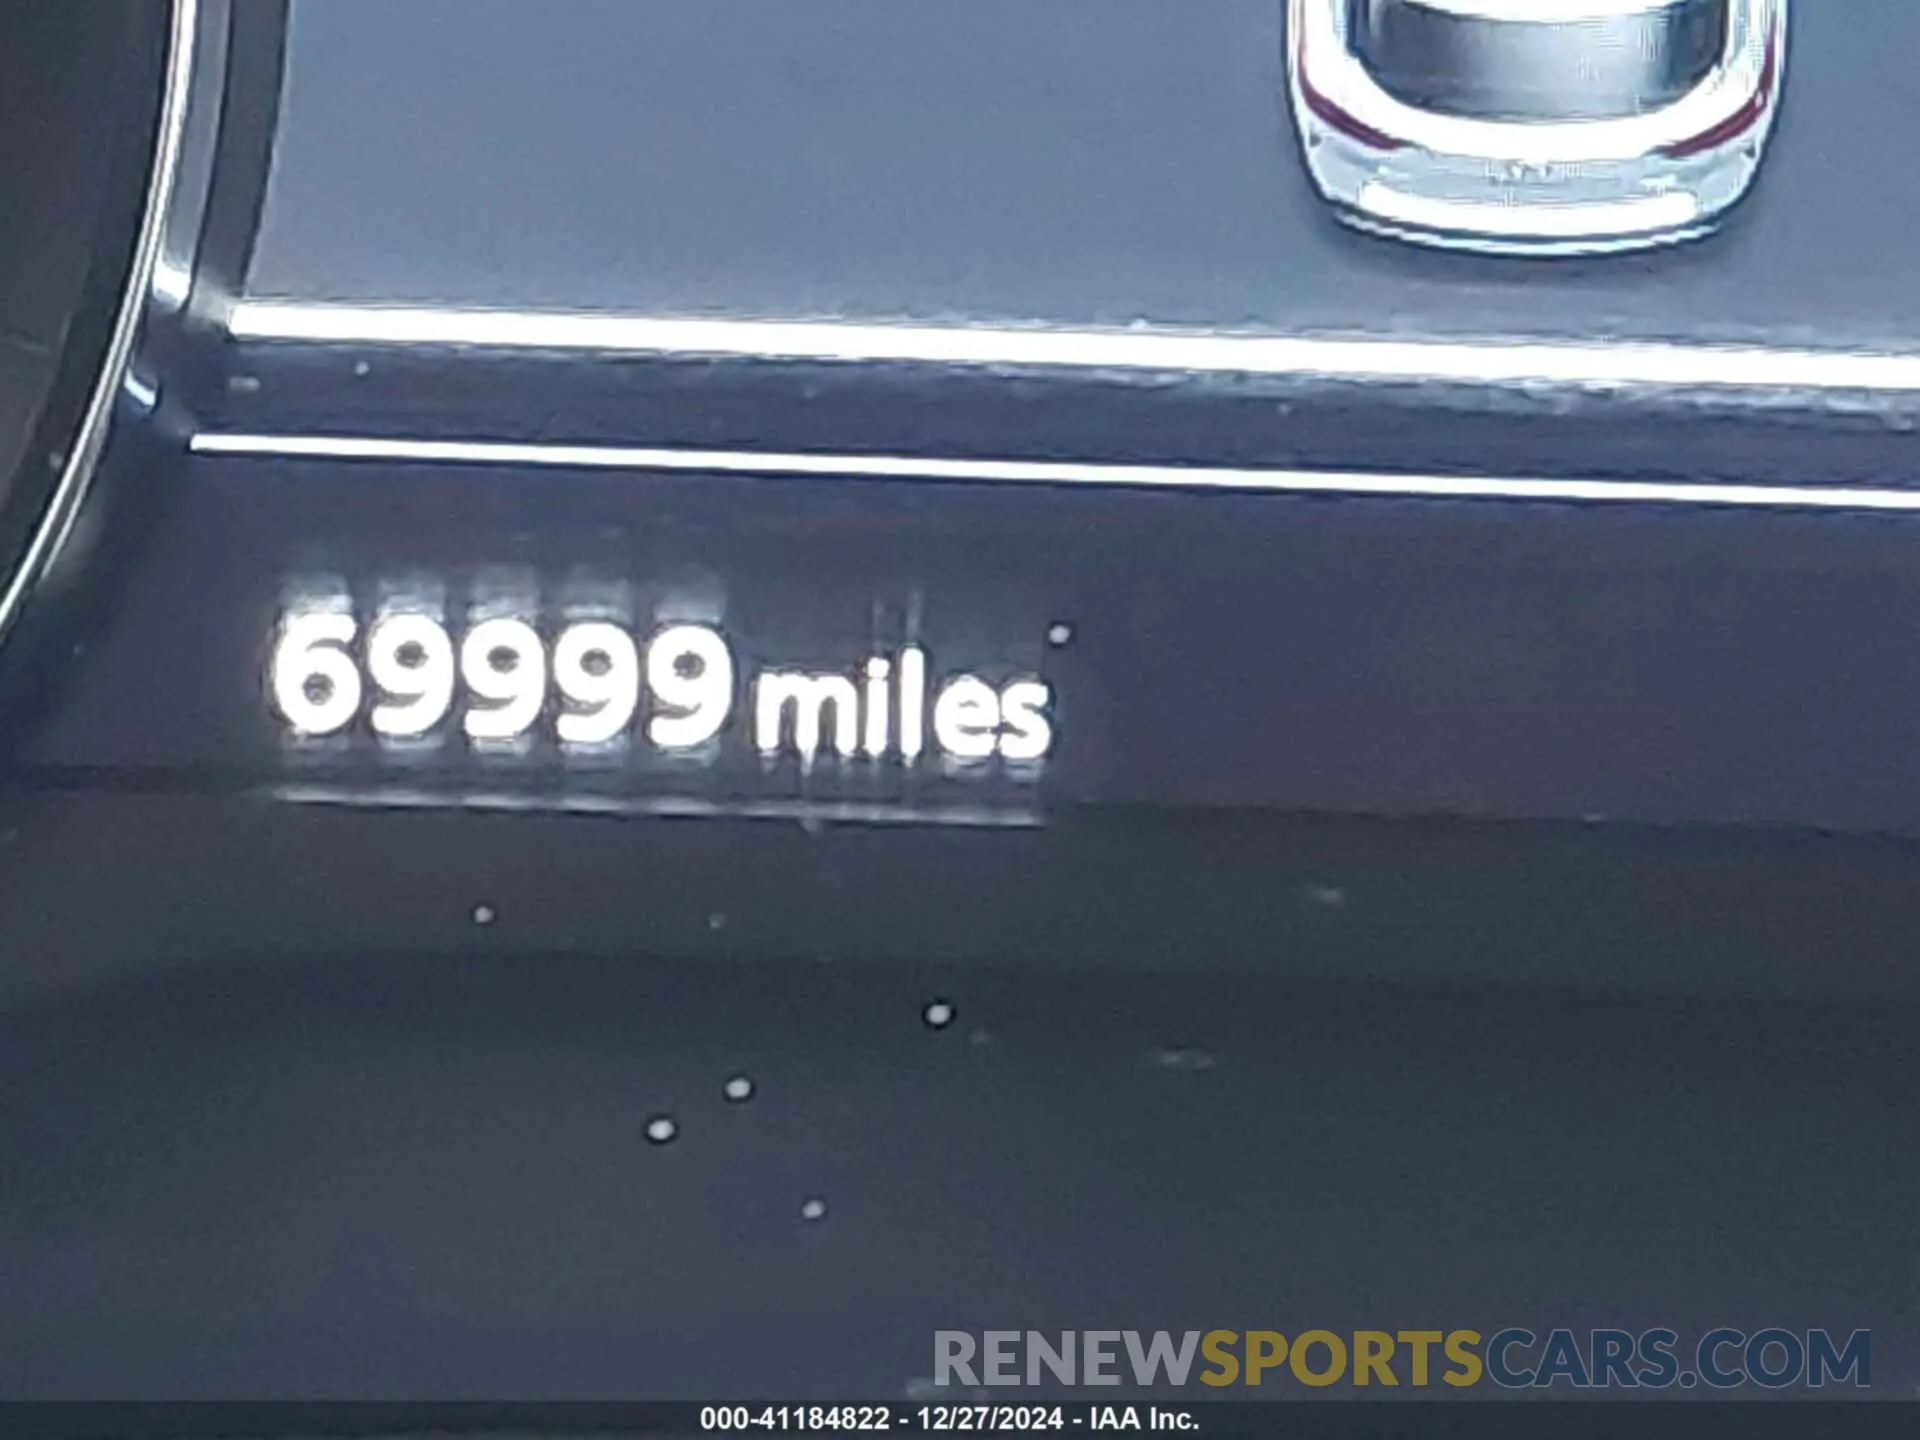 69999 miles
RENEWSPORTSCARS.COM
000-41184822 - 12/27/2024 - IAA Inc.